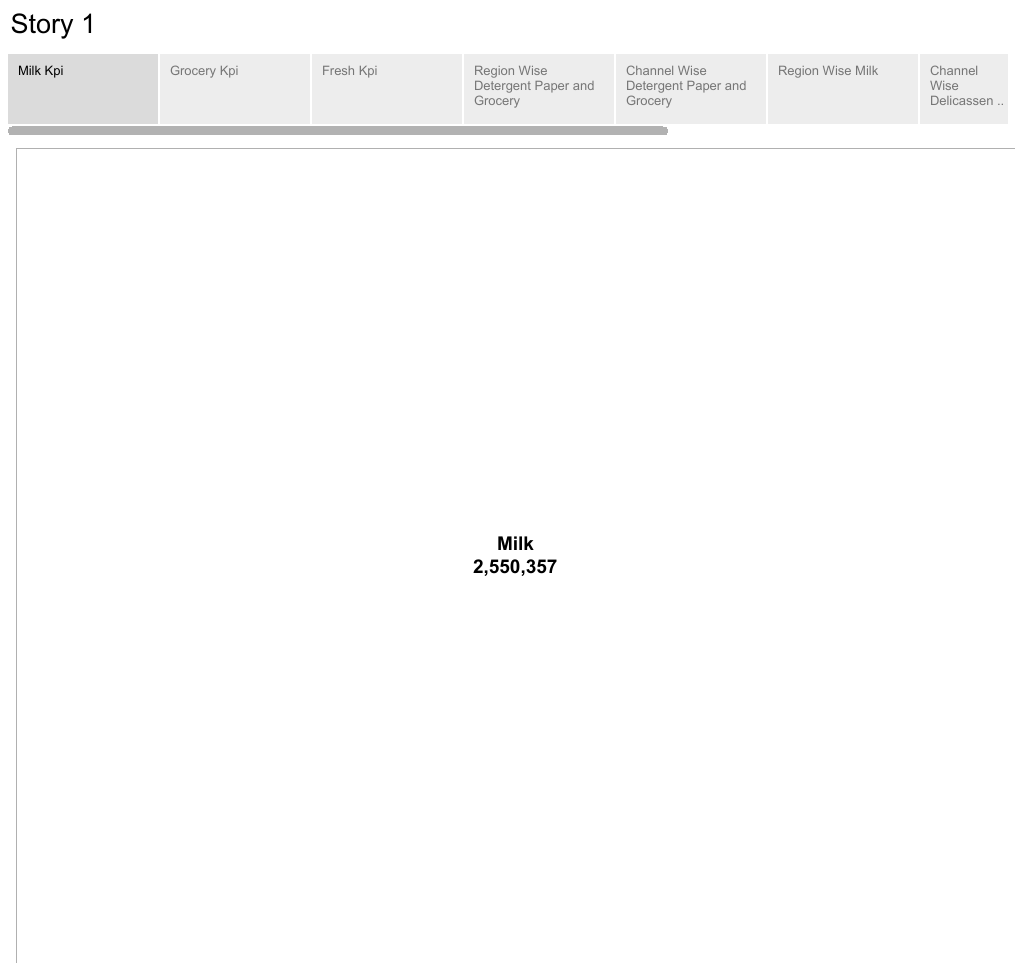 Story 1
Milk Kpi
Grocery Kpi
Fresh Kpi
Region Wise
Detergent Paper and
Grocery
Channel Wise
Detergent Paper and
Grocery
Region Wise Milk
Channel
Wise
Delicassen ..
Milk
2,550,357